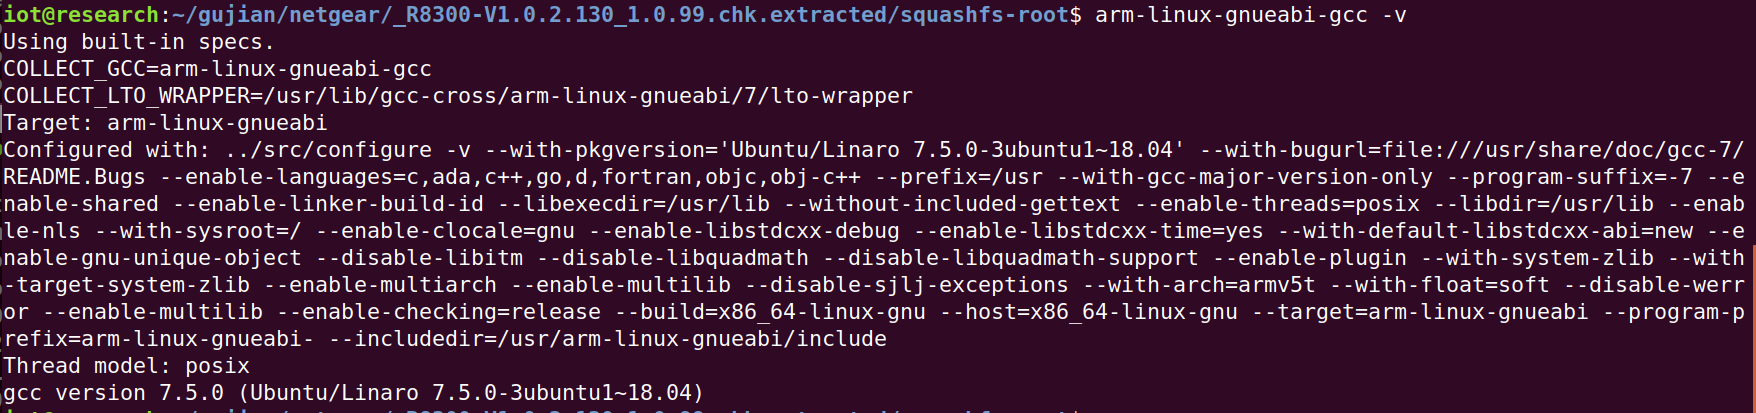 iot@research:~/gujian/netgear/_R8300-V1.0.2.130_1.0.99.chk.extracted/squashfs-root$ arm-linux-gnueabi-gcc -v
Using built-in specs.
COLLECT_GCC=arm-linux-gnueabi-gcc
COLLECT_LTO_WRAPPER=/usr/lib/gcc-cross/arm-linux-gnueabi/7/lto-wrapper
Target: arm-linux-gnueabi
Configured with: ../src/configure -v --with-pkgversion='Ubuntu/Linaro 7.5.0-3ubuntu1~18.04' --with-bugurl=file:///usr/share/doc/gcc-7/
README.Bugs --enable-languages=c,ada,c++,go,d,fortran,objc,obj-c++ --prefix=/usr --with-gcc-major-version-only --program-suffix=-7 --e
nable-shared --enable-linker-build-id --libexecdir=/usr/lib --without-included-gettext --enable-threads=posix --libdir=/usr/lib --enab
le-nls --with-sysroot=/ --enable-clocale=gnu --enable-libstdcxx-debug --enable-libstdcxx-time=yes --with-default-libstdcxx-abi=new --e
nable-gnu-unique-object --disable-libitm --disable-libquadmath --disable-libquadmath-support --enable-plugin --with-system-zlib --with
-target-system-zlib --enable-multiarch --enable-multilib --disable-sjlj-exceptions --with-arch=armv5t --with-float=soft --disable-werr
or --enable-multilib --enable-checking=release --build=x86_64-linux-gnu --host=x86_64-linux-gnu --target=arm-linux-gnueabi --program-p
refix=arm-linux-gnueabi- --includedir=/usr/arm-linux-gnueabi/include
Thread model: posix
gcc version 7.5.0 (Ubuntu/Linaro 7.5.0-3ubuntu1~18.04)